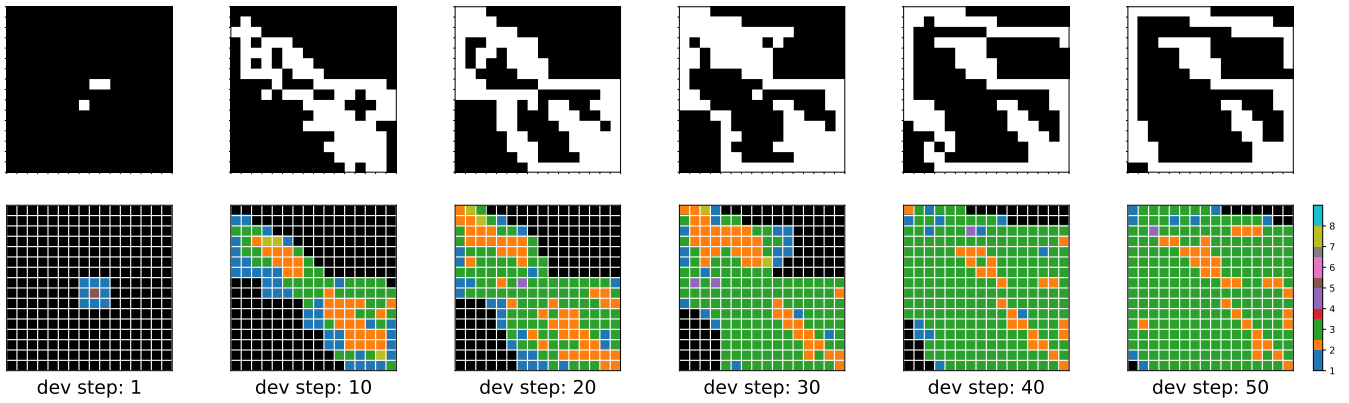 8
7
6
5
4
3
2
1
dev step: 1
dev step: 10
dev step: 20
dev step: 30
dev step: 40
dev step: 50